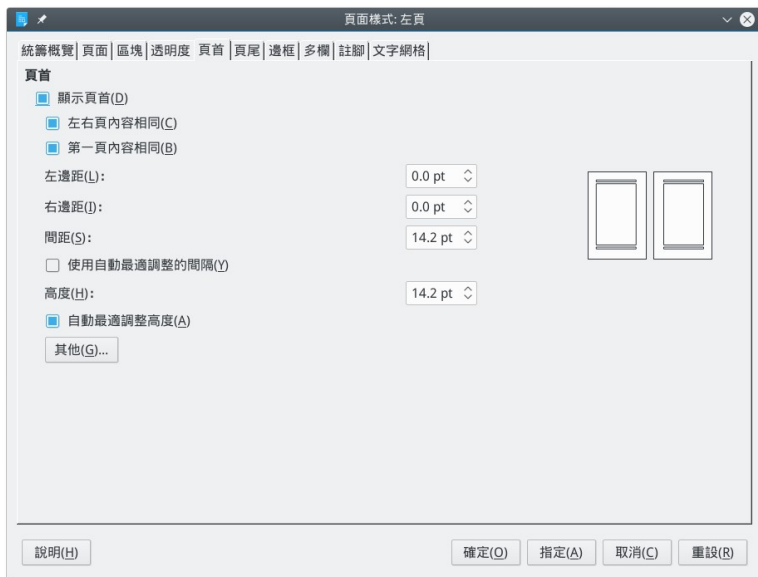 頁面樣式: 左頁
統籌概覽 頁面 區塊 透明度 頁首 頁尾 邊框 多欄 註腳 文字網格
頁首
顯示頁首(D)
左右頁內容相同(C)
第一頁內容相同(B)
左邊距(L): 0.0 pt
右邊距(I): 0.0 pt
間距(S): 14.2 pt
使用自動最適調整的間隔(Y)
高度(H): 14.2 pt
自動最適調整高度(A)
其他(G)...
說明(H) 確定(O) 指定(A) 取消(C) 重設(R)